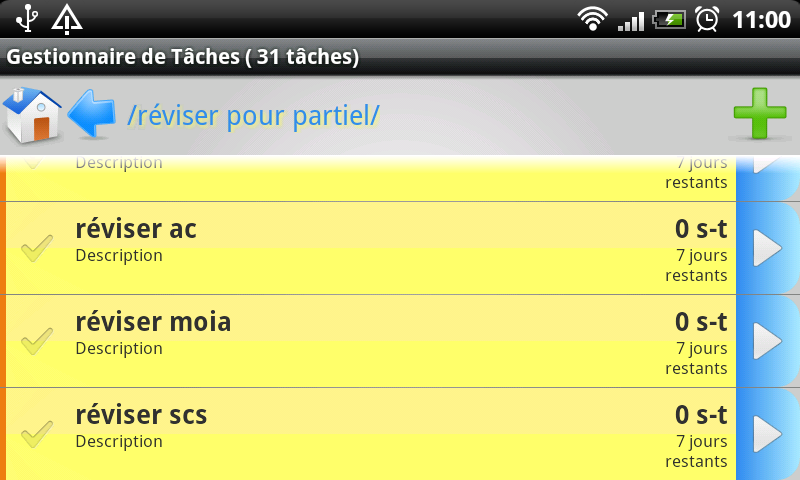 11:00
Gestionnaire de Tâches ( 31 tâches)
/réviser pour partiel/
Description
7 jours
restants
réviser ac
0 s-t
Description
7 jours
restants
réviser moia
0 s-t
Description
7 jours
restants
réviser scs
0 s-t
Description
7 jours
restants